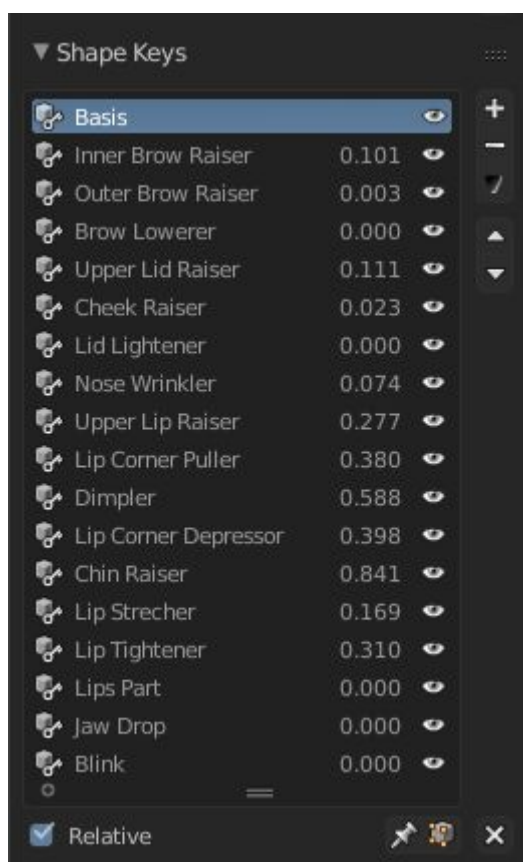 Shape Keys
Basis
Inner Brow Raiser 0.101
Outer Brow Raiser 0.003
Brow Lowerer 0.000
Upper Lid Raiser 0.111
Cheek Raiser 0.023
Lid Lightener 0.000
Nose Wrinkler 0.074
Upper Lip Raiser 0.277
Lip Corner Puller 0.380
Dimpler 0.588
Lip Corner Depressor 0.398
Chin Raiser 0.841
Lip Strecher 0.169
Lip Tightener 0.310
Lips Part 0.000
Jaw Drop 0.000
Blink 0.000
Relative